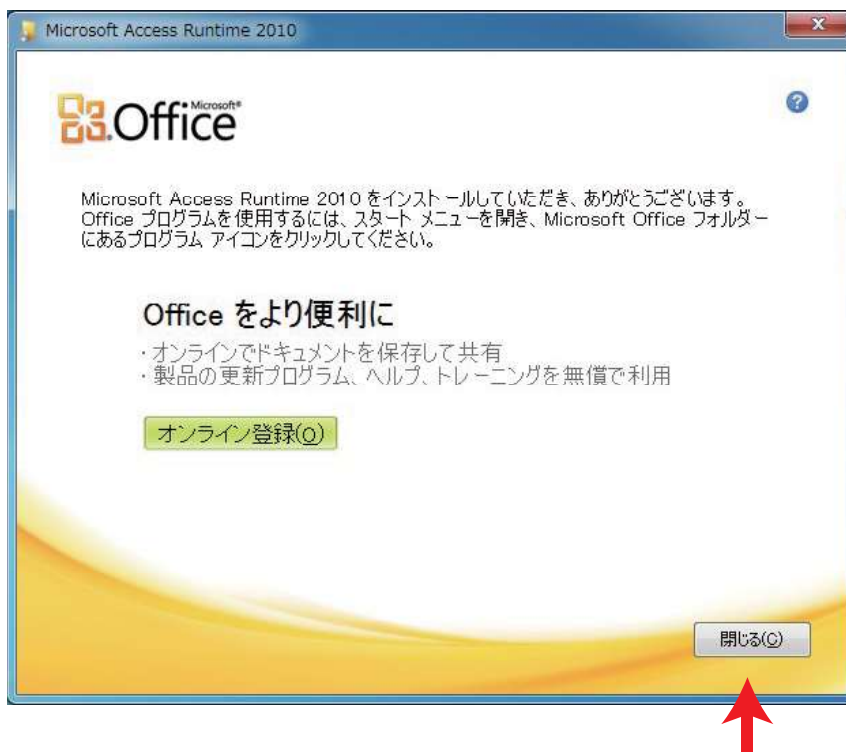 Microsoft Access Runtime 2010
Microsoft®
Office
Microsoft Access Runtime 2010 をインストールしていただき、ありがとうございます。
Office プログラムを使用するには、スタート メニューを開き、Microsoft Office フォルダー
にあるプログラム アイコンをクリックしてください。
Office をより便利に
・オンラインでドキュメントを保存して共有
・製品の更新プログラム、ヘルプ、トレーニングを無償で利用
オンライン登録(O)
閉じる(C)